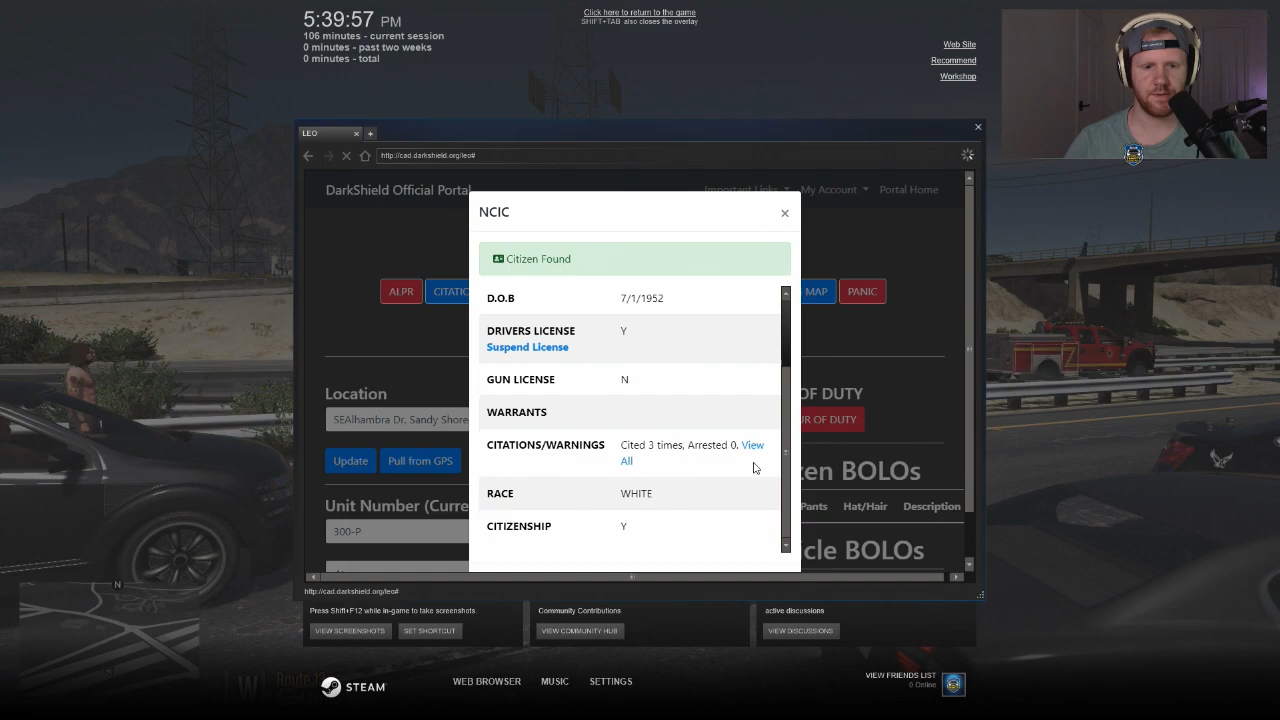 5:39:57 PM
106 minutes - current session
0 minutes - past two weeks
0 minutes - total
Click here to return to the game
SHIFT+TAB also closes the overlay
Web Site
Recommend
Workshop
LEO
http://cad.darkshield.org/leo#
DarkShield Official Portal
Important Links
My Account
Portal Home
NCIC
Citizen Found
ALPR
CITATIO
MAP
PANIC
D.O.B 7/1/1952
DRIVERS LICENSE Y
Suspend License
GUN LICENSE N
WARRANTS
CITATIONS/WARNINGS Cited 3 times, Arrested 0. View
All
RACE WHITE
CITIZENSHIP Y
Location
SEAlhambra Dr. Sandy Shore
Update
Pull from GPS
Unit Number (Curre
300-P
OF DUTY
UR OF DUTY
zen BOLOs
Pants Hat/Hair Description
icle BOLOs
http://cad.darkshield.org/leo#
N
Press Shift+F12 while in-game to take screenshots.
VIEW SCREENSHOTS
SET SHORTCUT
Community Contributions
VIEW COMMUNITY HUB
active discussions
VIEW DISCUSSIONS
W
STEAM
WEB BROWSER
MUSIC
SETTINGS
VIEW FRIENDS LIST
0 Online